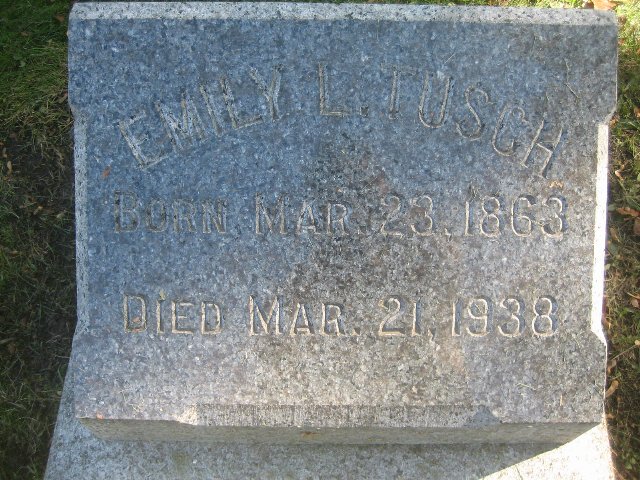 EMILY L. TUSCH
BORN MAR. 23. 1863
DIED MAR. 21. 1938